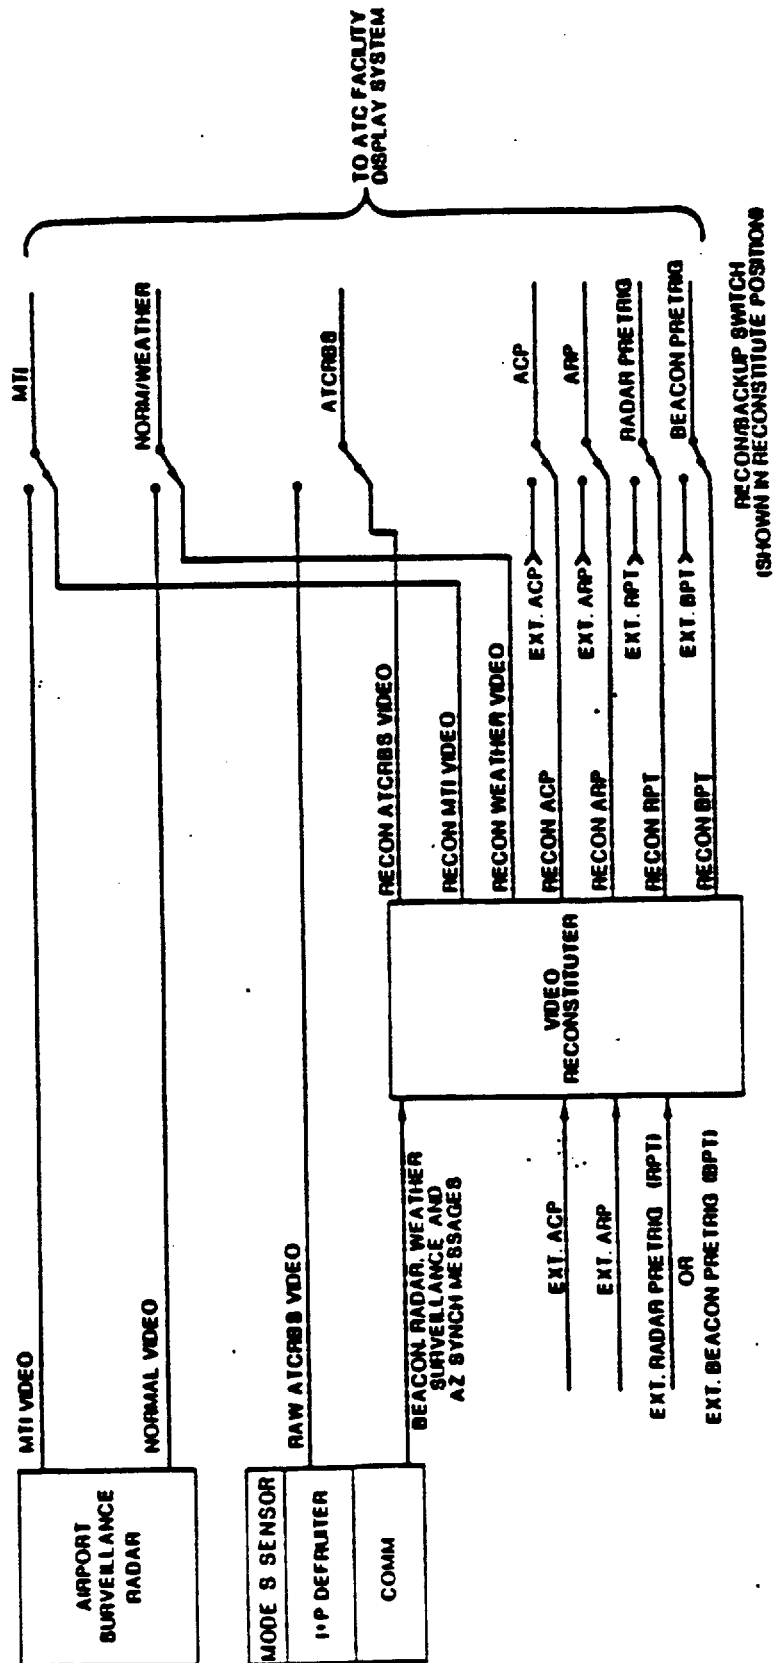 AIRPORT
SURVEILLANCE
RADAR
MTI VIDEO
NORMAL VIDEO
MTI
NORM/WEATHER
TO ATC FACILITY
DISPLAY SYSTEM
MODE S SENSOR
I•P DEFRUITER
COMM
RAW ATCRBS VIDEO
ATCRBS
BEACON, RADAR, WEATHER
SURVEILLANCE AND
AZ SYNCH MESSAGES
EXT. ACP
EXT. ARP
EXT. RADAR PRETRIG (RPT)
OR
EXT. BEACON PRETRIG (BPT)
VIDEO
RECONSTITUTER
RECON ATCRBS VIDEO
RECON MTI VIDEO
RECON WEATHER VIDEO
RECON ACP
RECON ARP
RECON RPT
RECON BPT
EXT. ACP
EXT. ARP
EXT. RPT
EXT. BPT
ACP
ARP
RADAR PRETRIG
BEACON PRETRIG
RECON/BACKUP SWITCH
(SHOWN IN RECONSTITUTE POSITION)